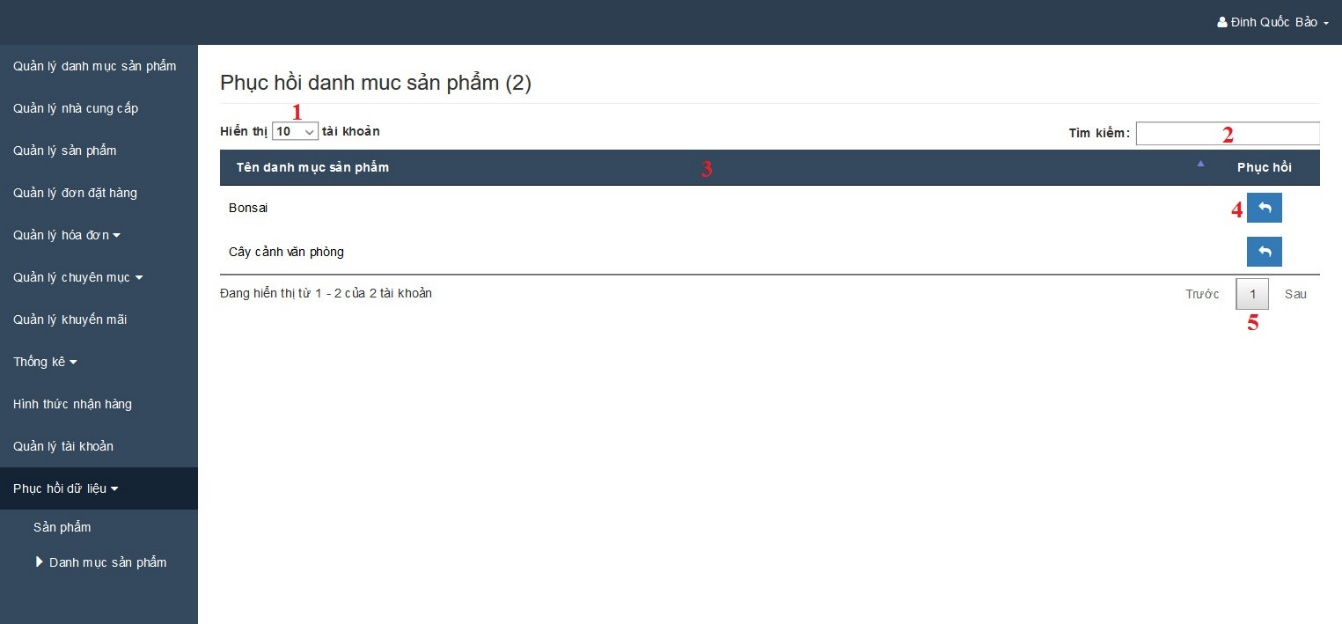 Đinh Quốc Bảo
Quản lý danh mục sản phẩm
Quản lý nhà cung cấp
Quản lý sản phẩm
Quản lý đơn đặt hàng
Quản lý hóa đơn
Quản lý chuyên mục
Quản lý khuyến mãi
Thống kê
Hình thức nhận hàng
Quản lý tài khoản
Phục hồi dữ liệu
Sản phẩm
Danh mục sản phẩm
Phục hồi danh muc sản phẩm (2)
1
Hiển thị 10 tài khoản
Tìm kiếm: 2
Tên danh mục sản phẩm 3 Phục hồi
Bonsai 4
Cây cảnh văn phòng
Đang hiển thị từ 1 - 2 của 2 tài khoản
Trước 1 Sau
5